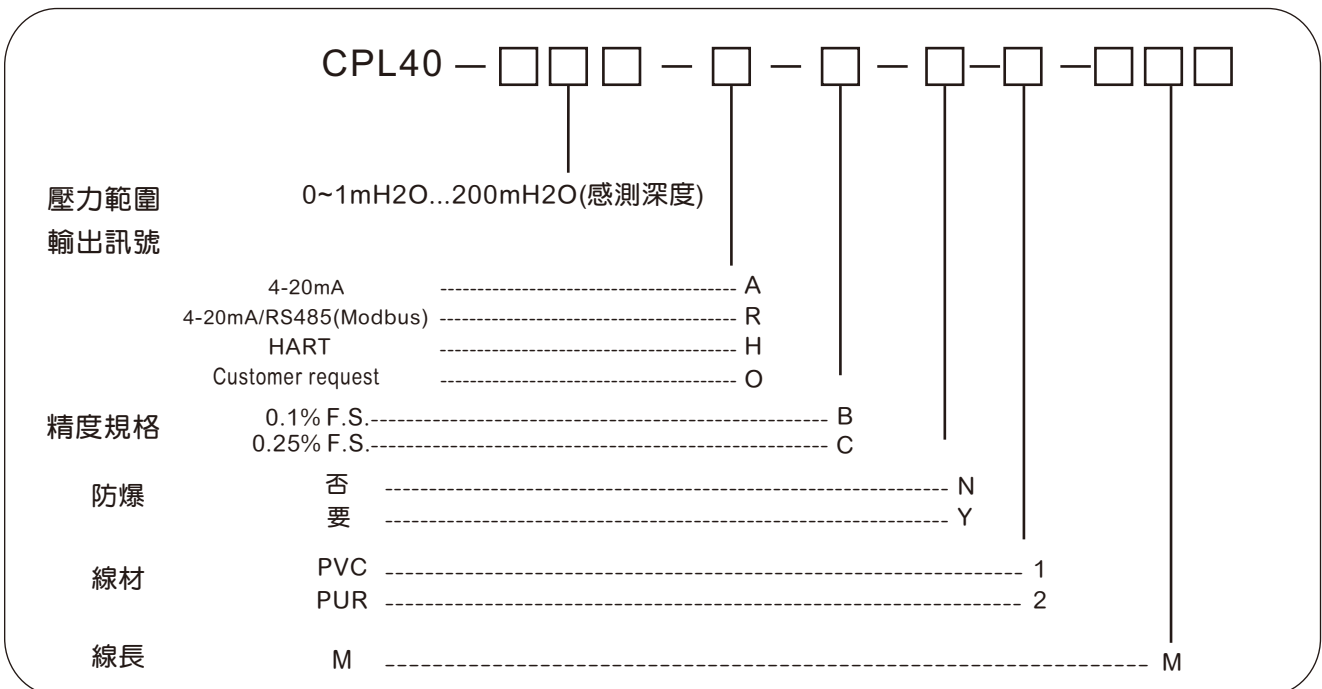 CPL40 — □□□ — □ — □ — □—□ —□□□
壓力範圍 0~1mH2O...200mH2O(感測深度)
輸出訊號
4-20mA ------------------------------------- A
4-20mA/RS485(Modbus) ------------------------------------- R
HART ------------------------------------- H
Customer request ------------------------------------- O
精度規格 0.1% F.S.---------------------------------------------------------- B
0.25% F.S.---------------------------------------------------------- C
防爆 否 ----------------------------------------------------------------------- N
要 ----------------------------------------------------------------------- Y
線材 PVC -------------------------------------------------------------------------------- 1
PUR -------------------------------------------------------------------------------- 2
線長 M ------------------------------------------------------------------------------------------------ M